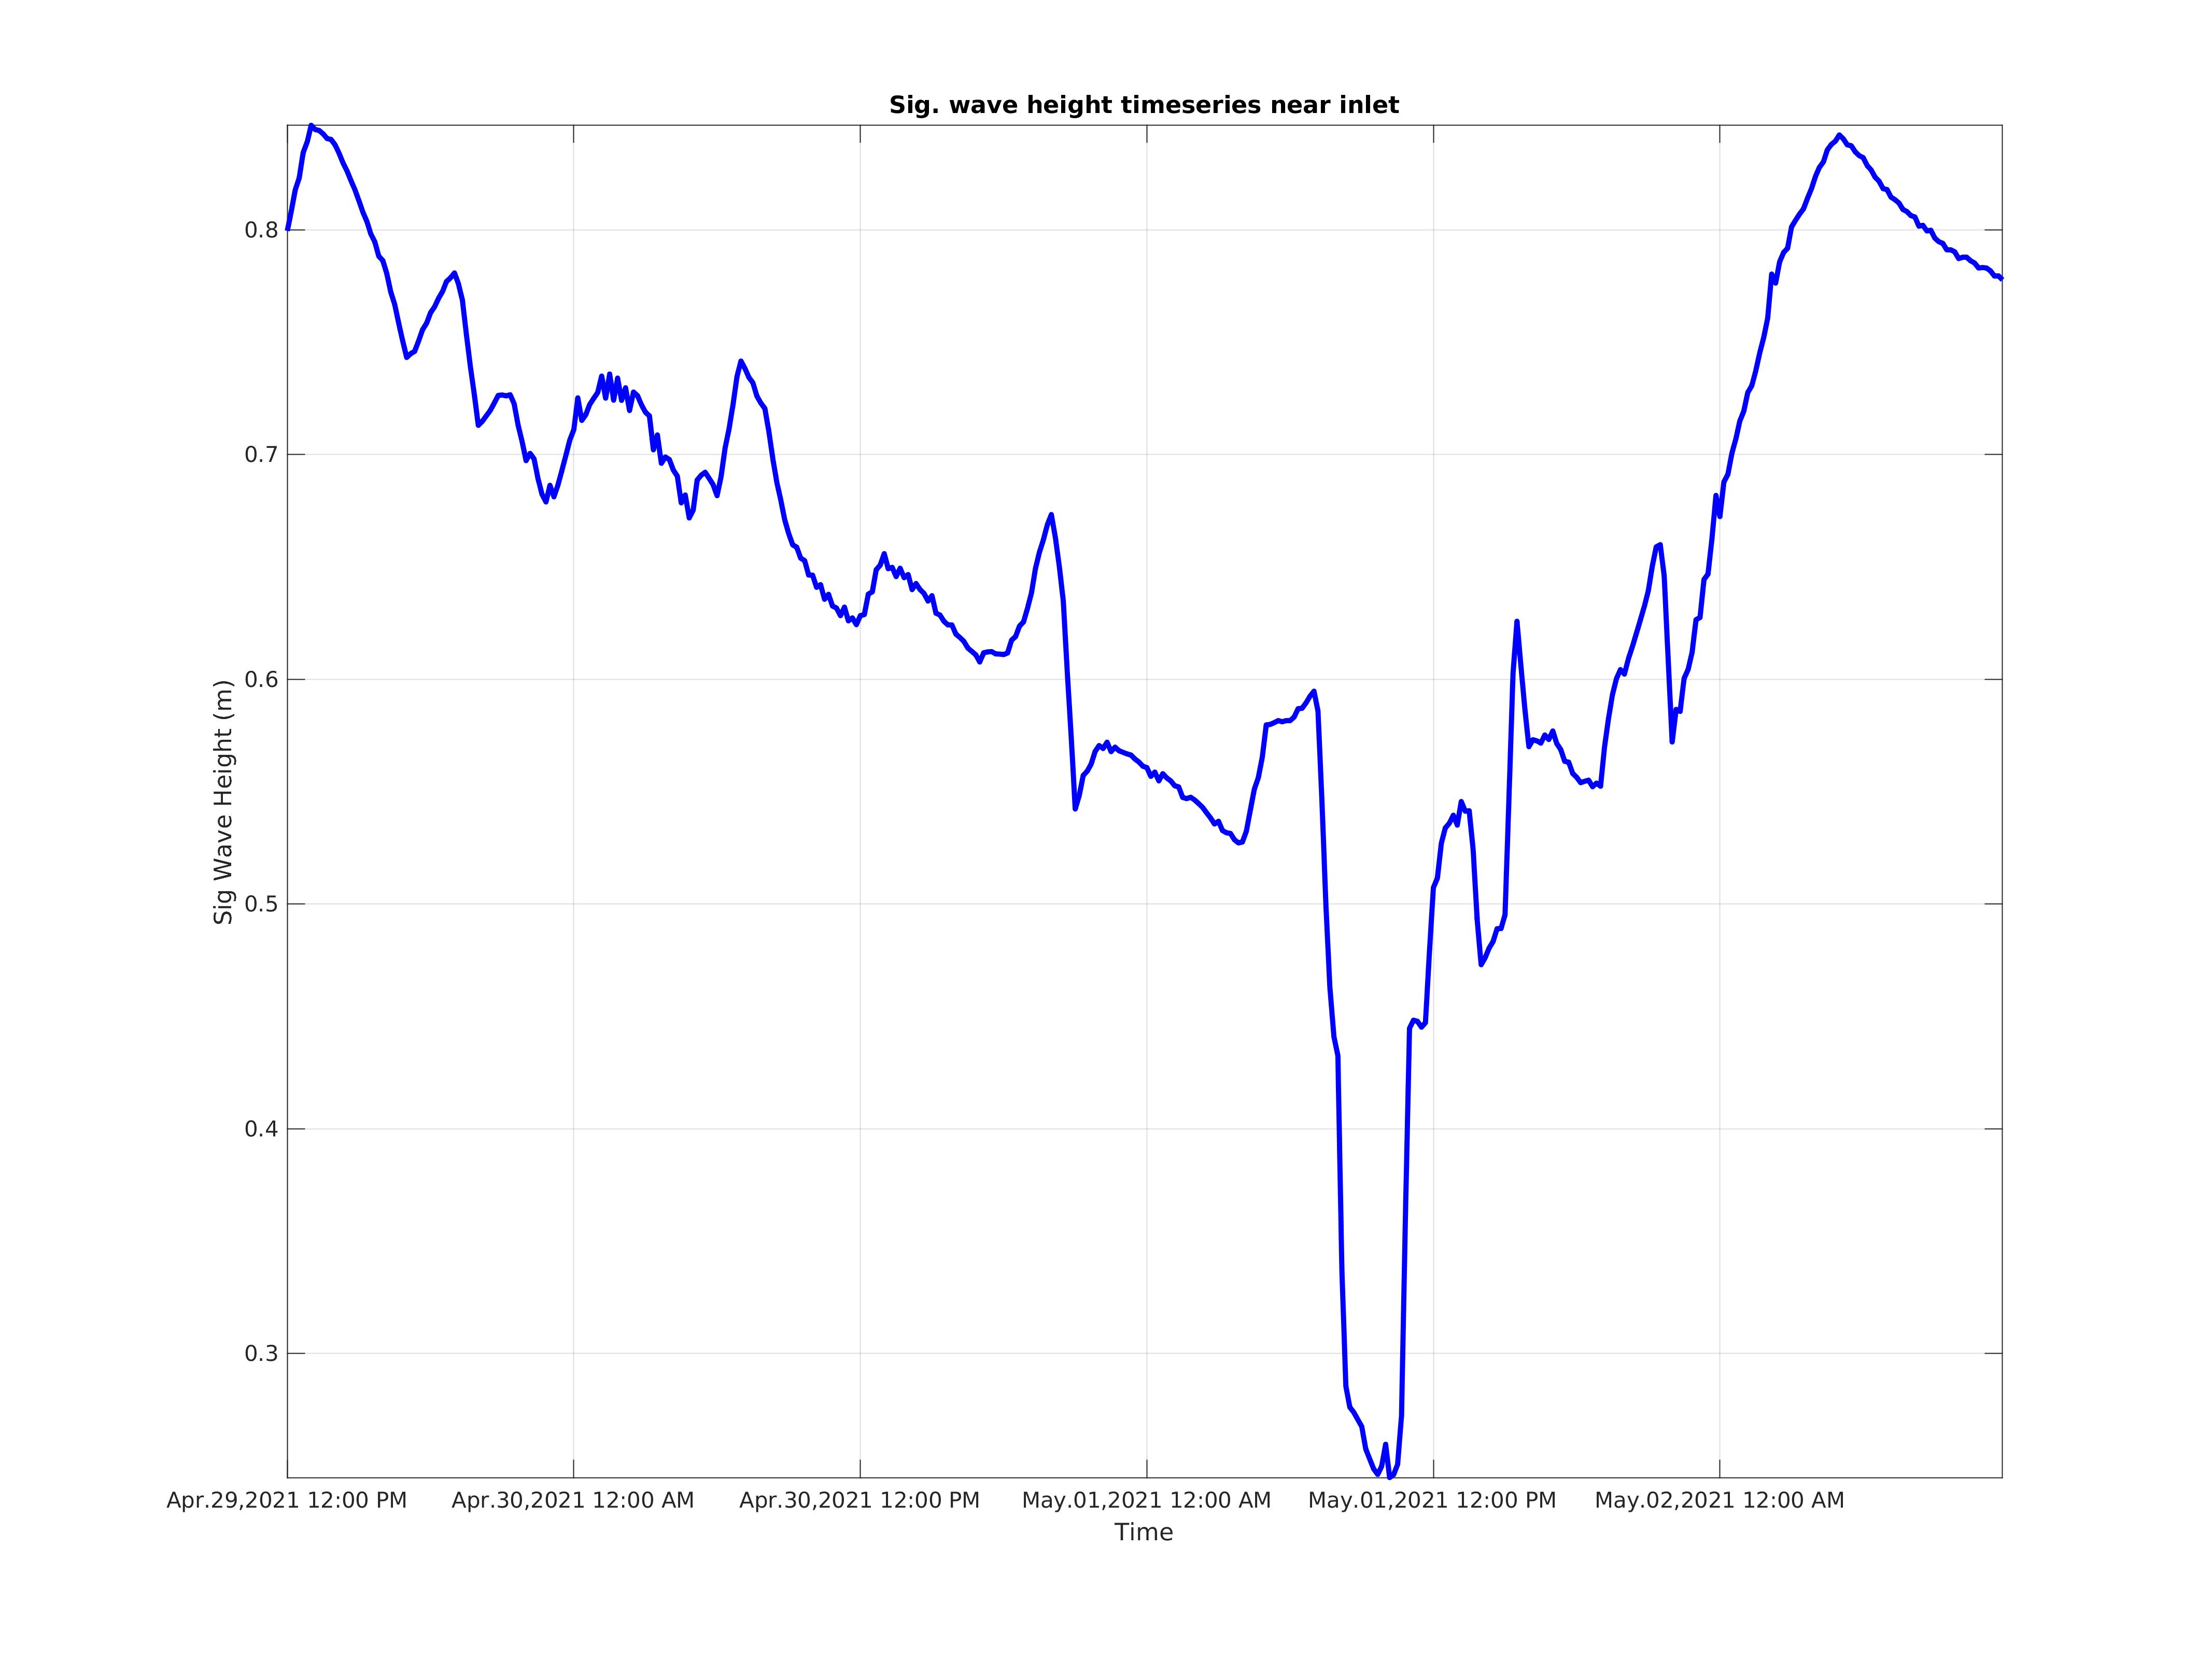 Sig. wave height timeseries near inlet
Sig Wave Height (m)
0.8
0.7
0.6
0.5
0.4
0.3
Apr.29,2021 12:00 PM Apr.30,2021 12:00 AM Apr.30,2021 12:00 PM May.01,2021 12:00 AM May.01,2021 12:00 PM May.02,2021 12:00 AM
Time